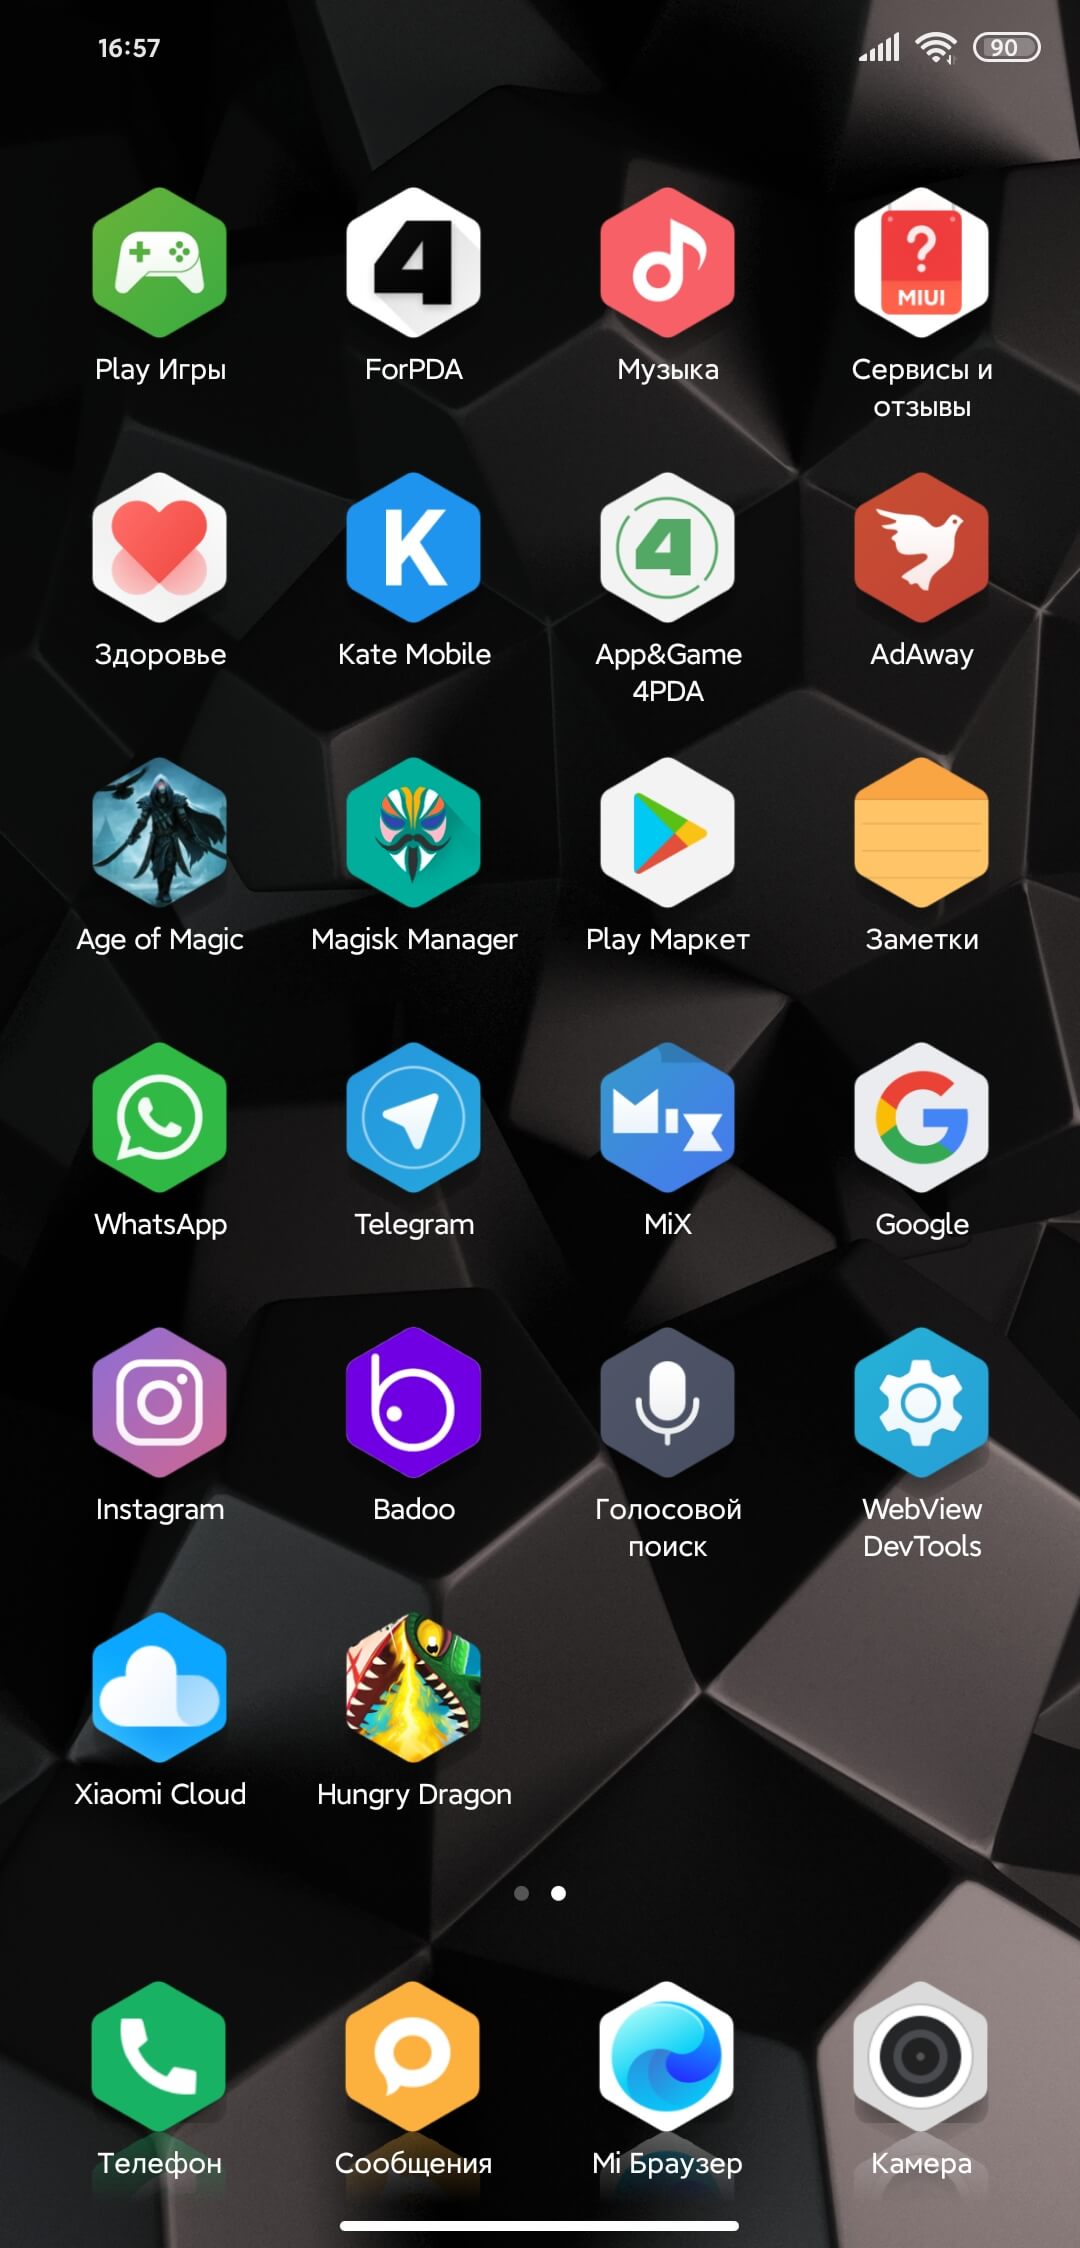 16:57
90
4
?
MIUI
Play Игры
ForPDA
Музыка
Сервисы и
отзывы
K
4
Здоровье
Kate Mobile
App&Game
4PDA
AdAway
Age of Magic
Magisk Manager
Play Маркет
Заметки
MiX
G
WhatsApp
Telegram
MiX
Google
b
Instagram
Badoo
Голосовой
поиск
WebView
DevTools
Xiaomi Cloud
Hungry Dragon
Телефон
Сообщения
Mi Браузер
Камера